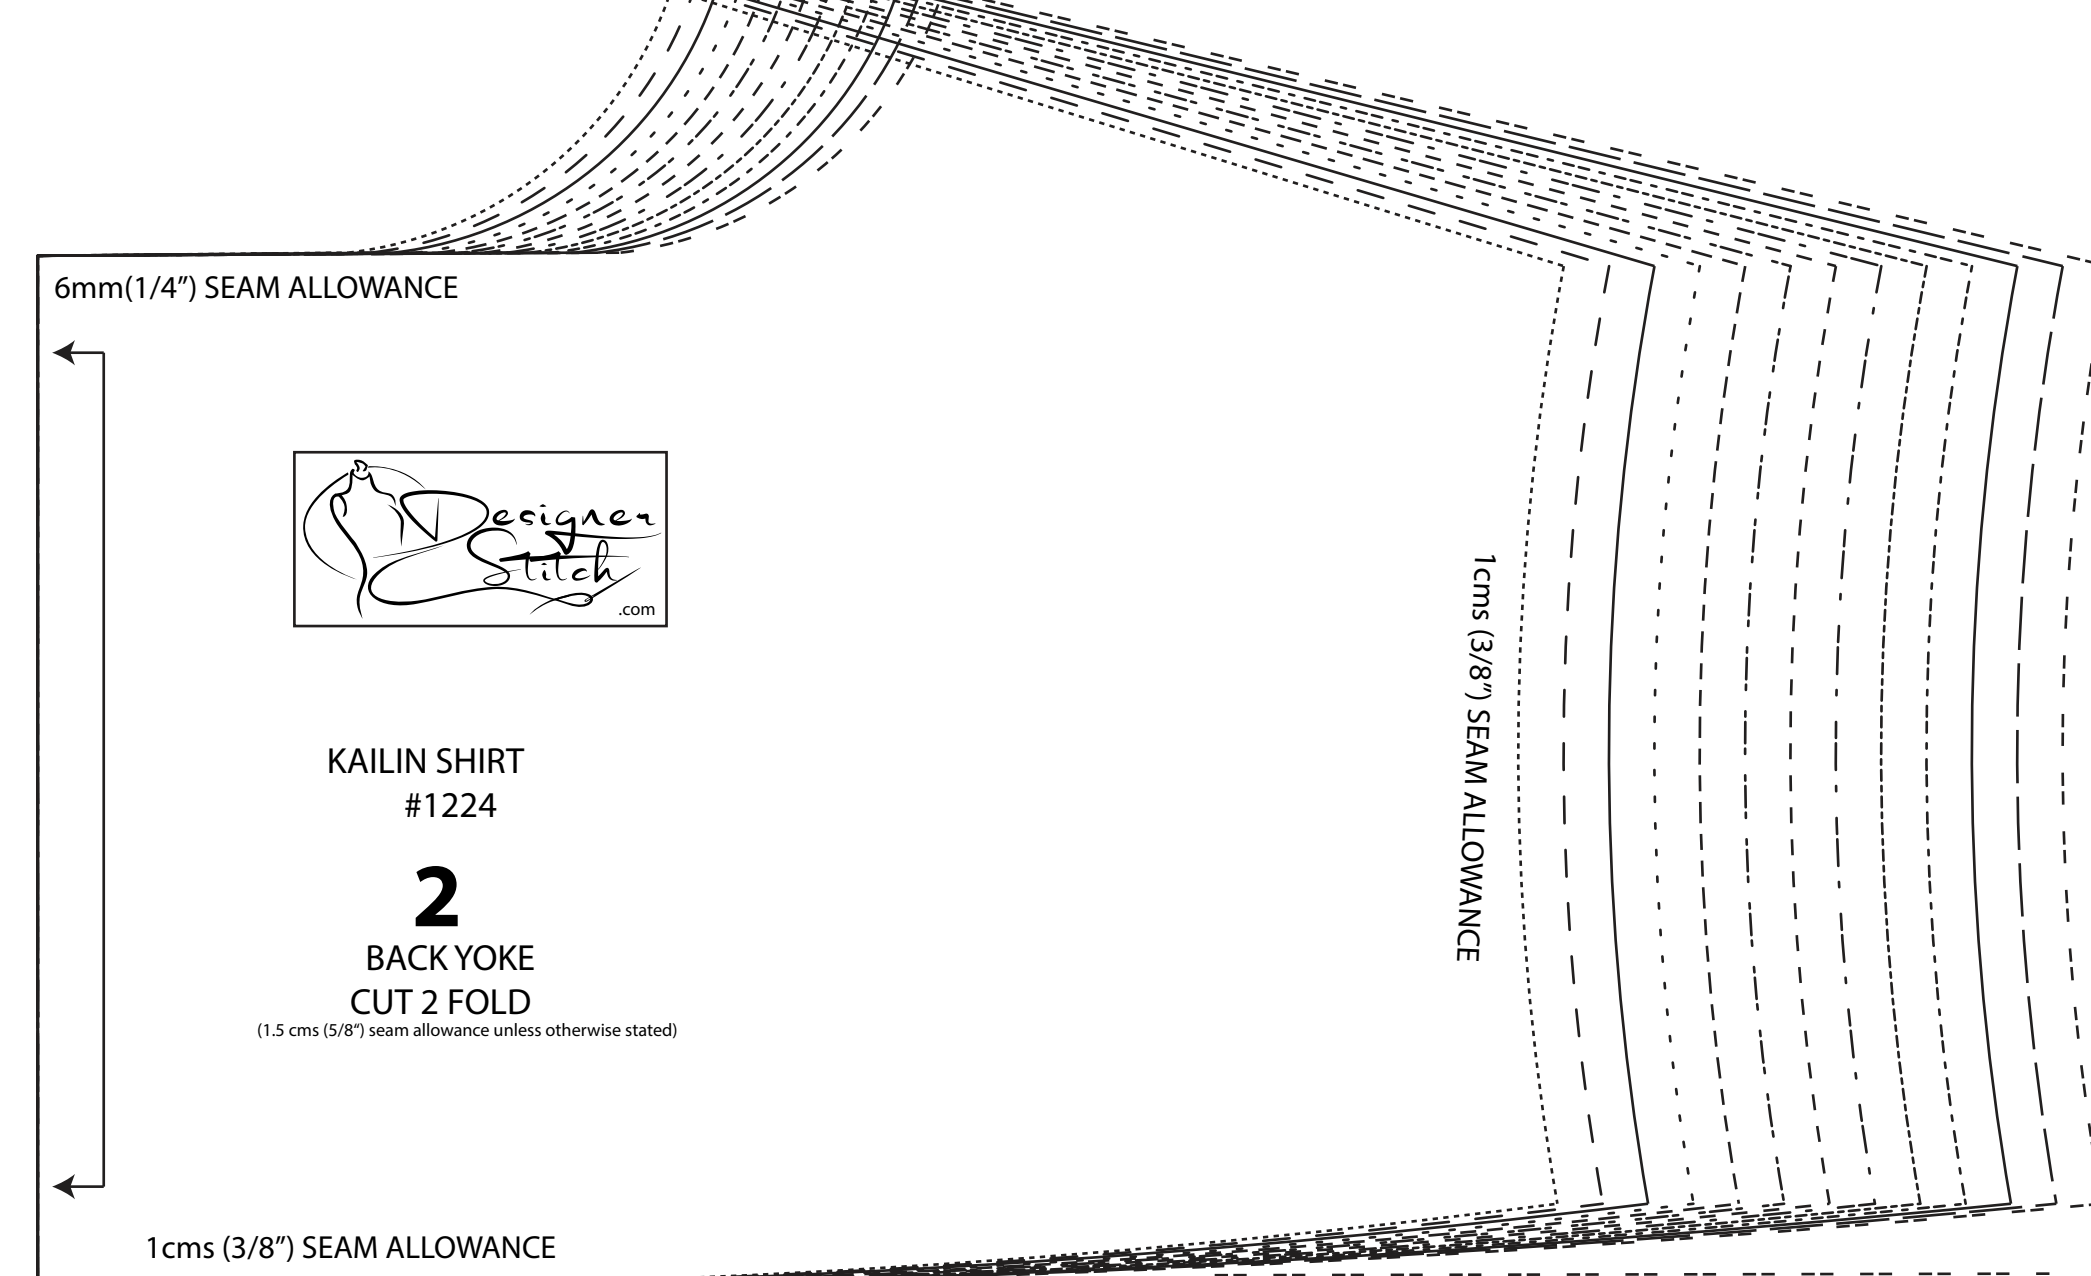 6mm(1/4”) SEAM ALLOWANCE
Designer
Stitch
.com
KAILIN SHIRT
#1224
2
BACK YOKE
CUT 2 FOLD
(1.5 cms (5/8“) seam allowance unless otherwise stated)
1cms (3/8”) SEAM ALLOWANCE
1cms (3/8”) SEAM ALLOWANCE